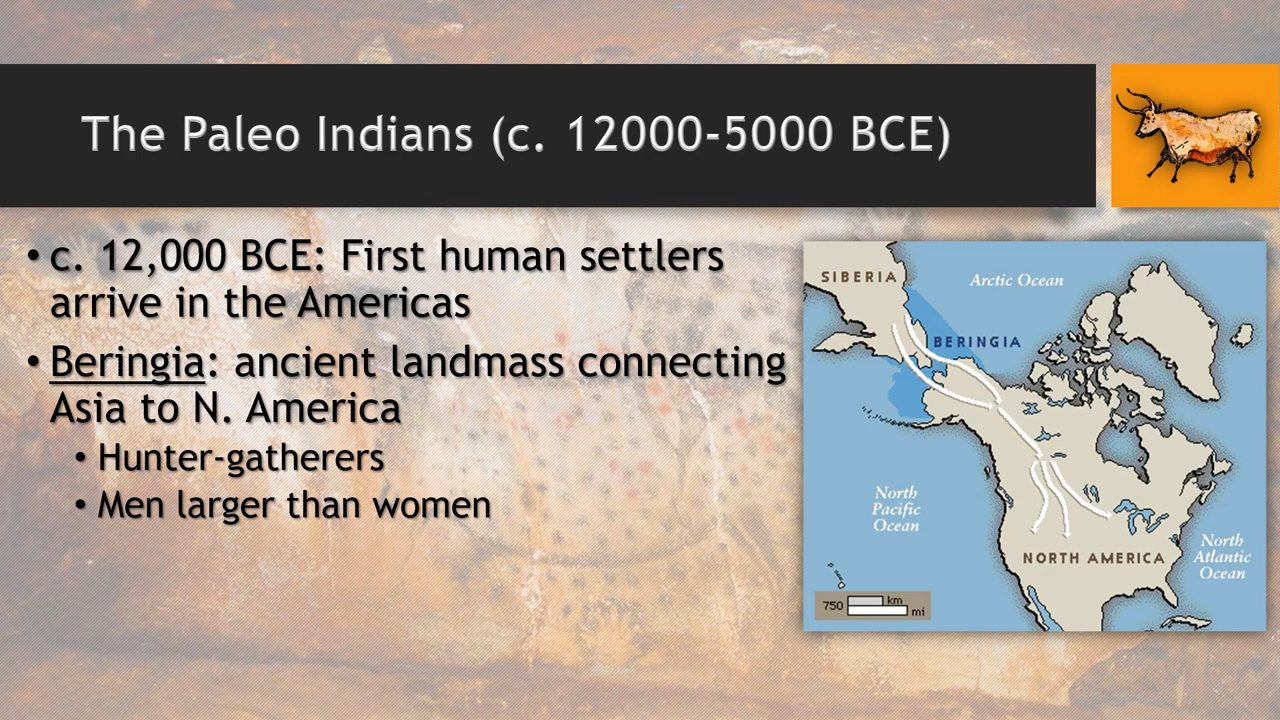 The Paleo Indians (c. 12000-5000 BCE)
• c. 12,000 BCE: First human settlers
arrive in the Americas
• Beringia: ancient landmass connecting
Asia to N. America
• Hunter-gatherers
• Men larger than women
SIBERIA
Arctic Ocean
BERINGIA
North
Pacific
Ocean
NORTH AMERICA
North
Atlantic
Ocean
750 km
mi